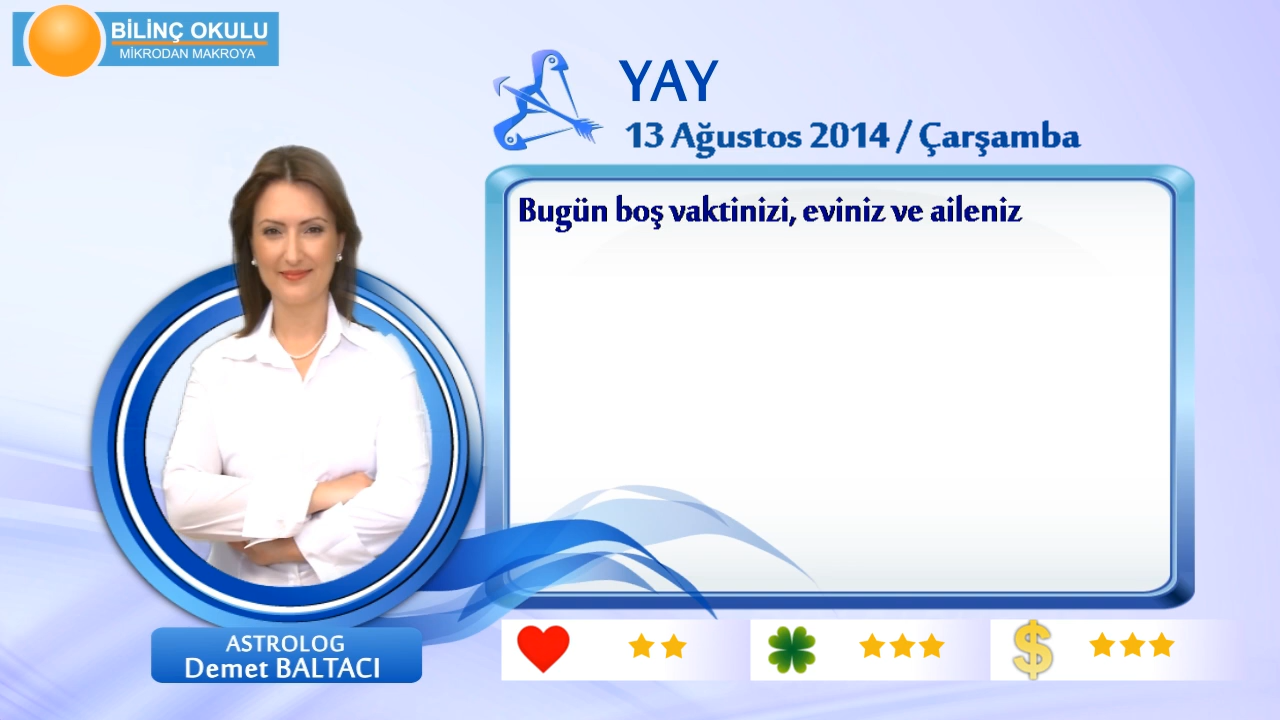 BİLİNÇ OKULU
MİKRODAN MAKROYA
YAY
13 Ağustos 2014 / Çarşamba
Bugün boş vaktinizi, eviniz ve aileniz
ASTROLOG
Demet BALTACI